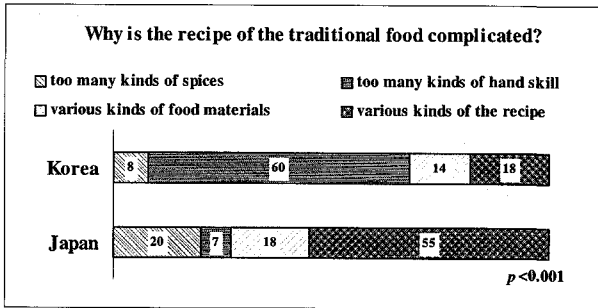 Why is the recipe of the traditional food complicated?
too many kinds of spices
too many kinds of hand skill
various kinds of food materials
various kinds of the recipe
Korea 8 60 14 18
Japan 20 7 18 55
p<0.001